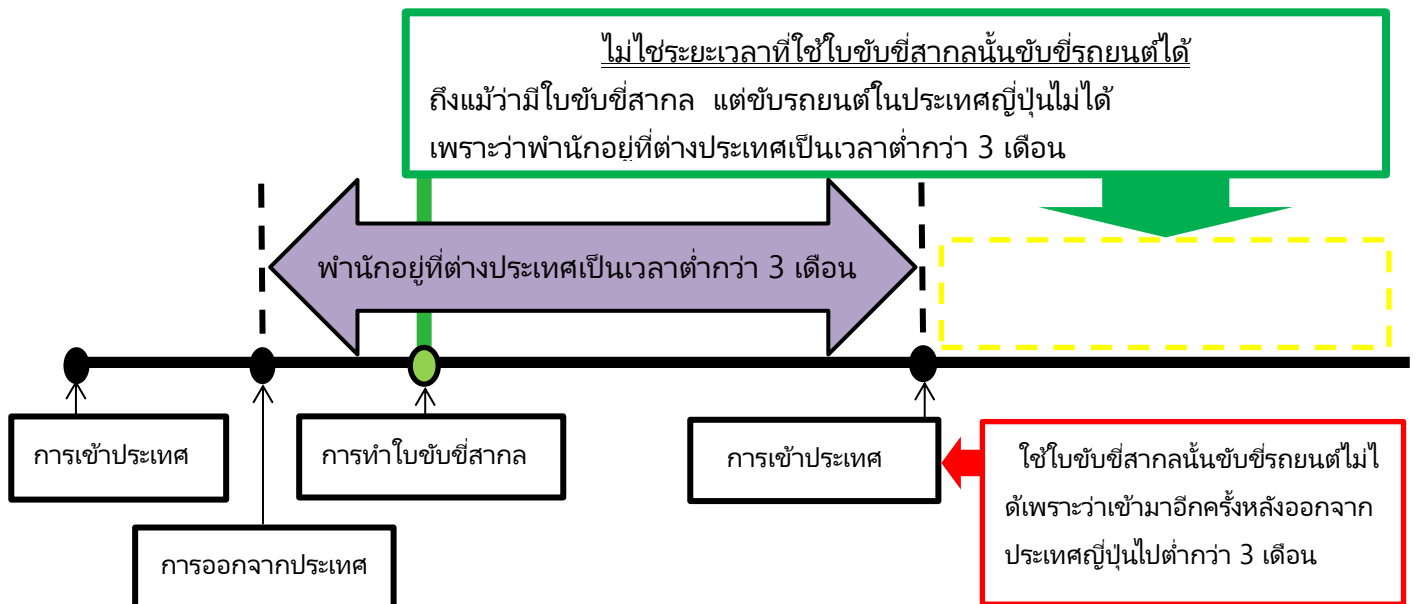 ไม่ไช่ระยะเวลาที่ใช้ใบขับขี่สากลนั้นขับขี่รถยนต์ได้
ถึงแม้ว่ามีใบขับขี่สากล แต่ขับรถยนต์ในประเทศญี่ปุ่นไม่ได้
เพราะว่าพำนักอยู่ที่ต่างประเทศเป็นเวลาต่ำกว่า 3 เดือน
พำนักอยู่ที่ต่างประเทศเป็นเวลาต่ำกว่า 3 เดือน
การเข้าประเทศ
การออกจากประเทศ
การทำใบขับขี่สากล
การเข้าประเทศ
ใช้ใบขับขี่สากลนั้นขับขี่รถยนต์ไม่ไ
ด้เพราะว่าเข้ามาอีกครั้งหลังออกจาก
ประเทศญี่ปุ่นไปต่ำกว่า 3 เดือน